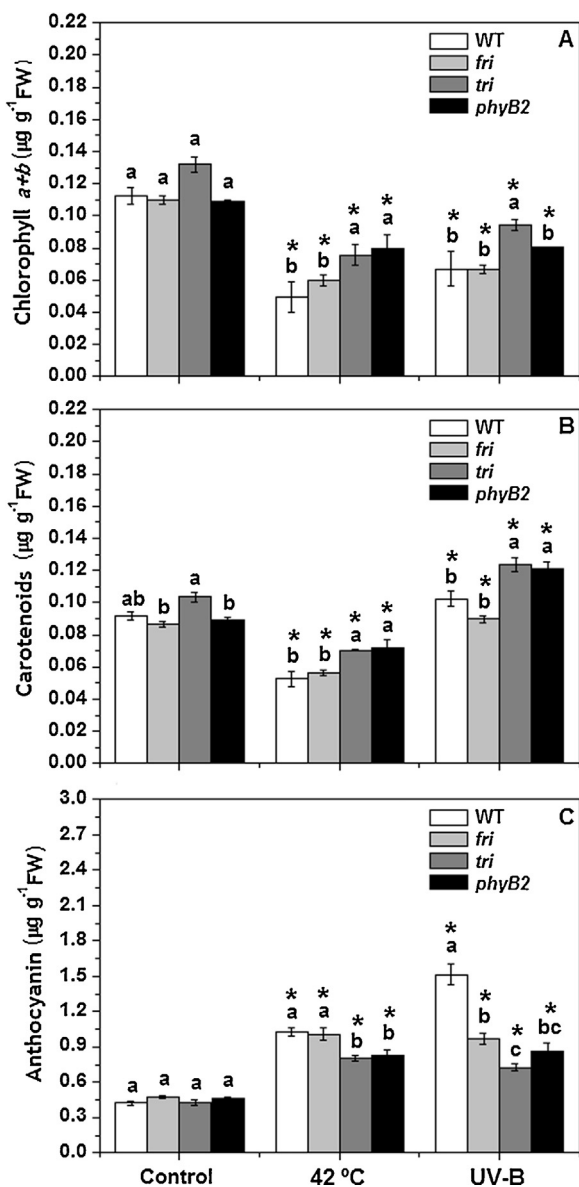 A
WT
fri
tri
phyB2
Chlorophyll a+b (µg g-1FW)
0.22
0.20
0.18
0.16
0.14
0.12
0.10
0.08
0.06
0.04
0.02
0.00
a a a a
* * * *
b b a a
* * * *
b b a b
B
WT
fri
tri
phyB2
Carotenoids (µg g-1FW)
0.22
0.20
0.18
0.16
0.14
0.12
0.10
0.08
0.06
0.04
0.02
0.00
ab b a b
* * * *
b b a a
* * * *
b b a a
C
WT
fri
tri
phyB2
Anthocyanin (µg g-1FW)
3.0
2.7
2.4
2.1
1.8
1.5
1.2
0.9
0.6
0.3
0.0
a a a a
* * * *
a a b b
* * * *
a b c bc
Control 42 ºC UV-B